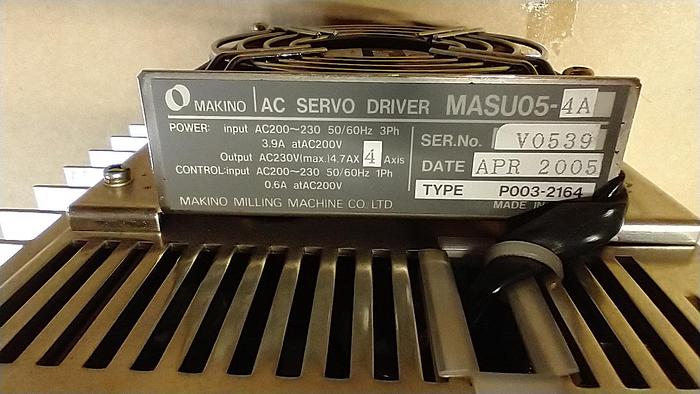 MAKINO AC SERVO DRIVER MASU05-4A
POWER: input AC200~230 50/60Hz 3Ph
3.9A atAC200V
Output AC230V(max.)4.7AX 4 Axis
CONTROL:input AC200~230 50/60Hz 1Ph
0.6A atAC200V
MAKINO MILLING MACHINE CO. LTD
SER.No. V0539
DATE APR 2005
TYPE P003-2164
MADE IN